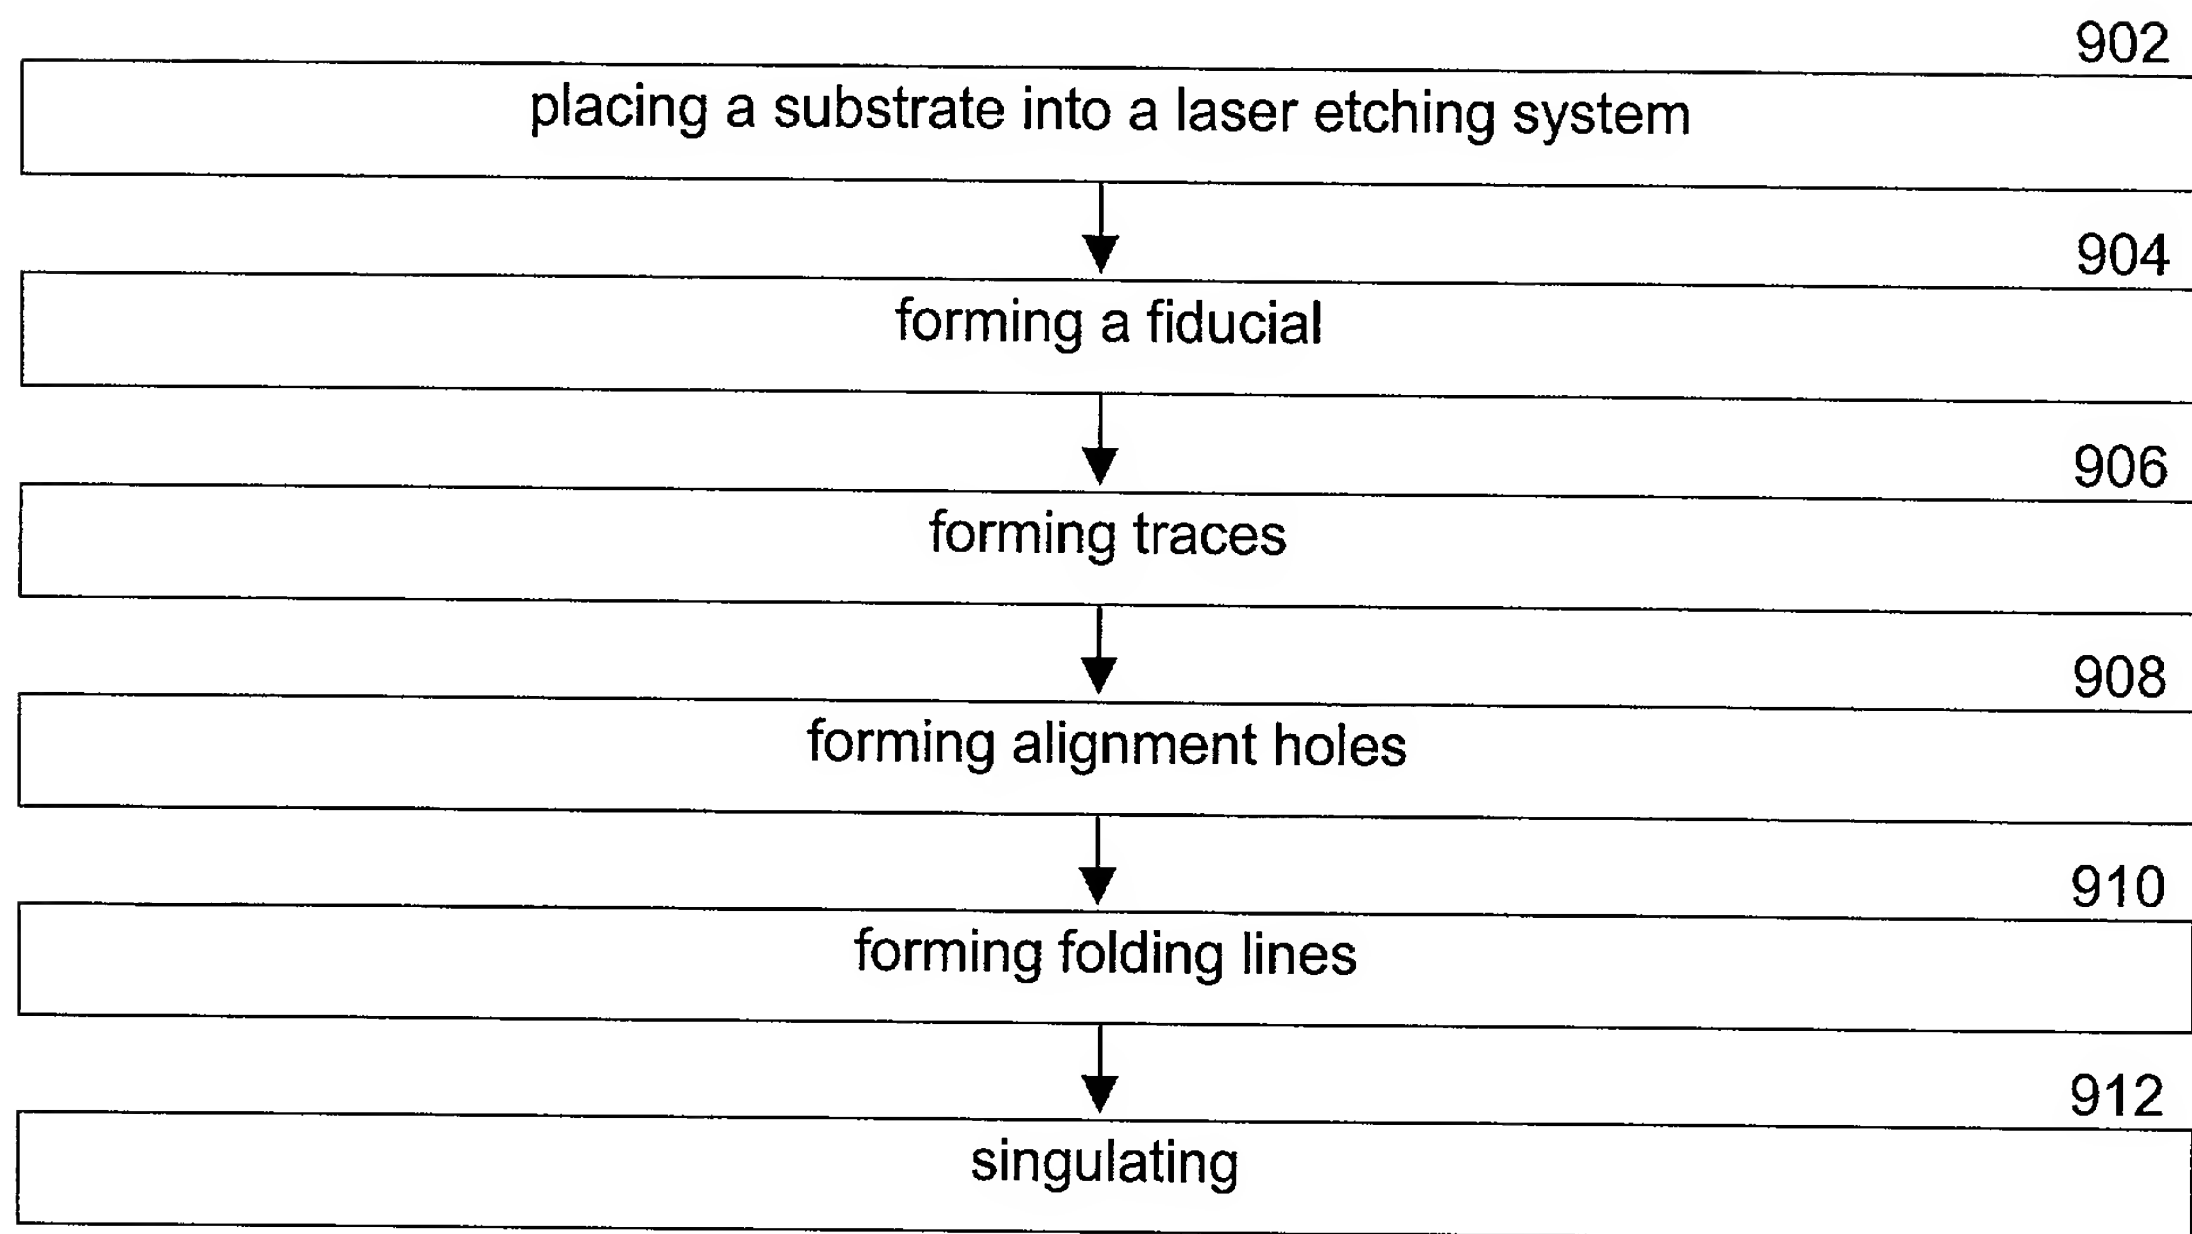 902
placing a substrate into a laser etching system
904
forming a fiducial
906
forming traces
908
forming alignment holes
910
forming folding lines
912
singulating